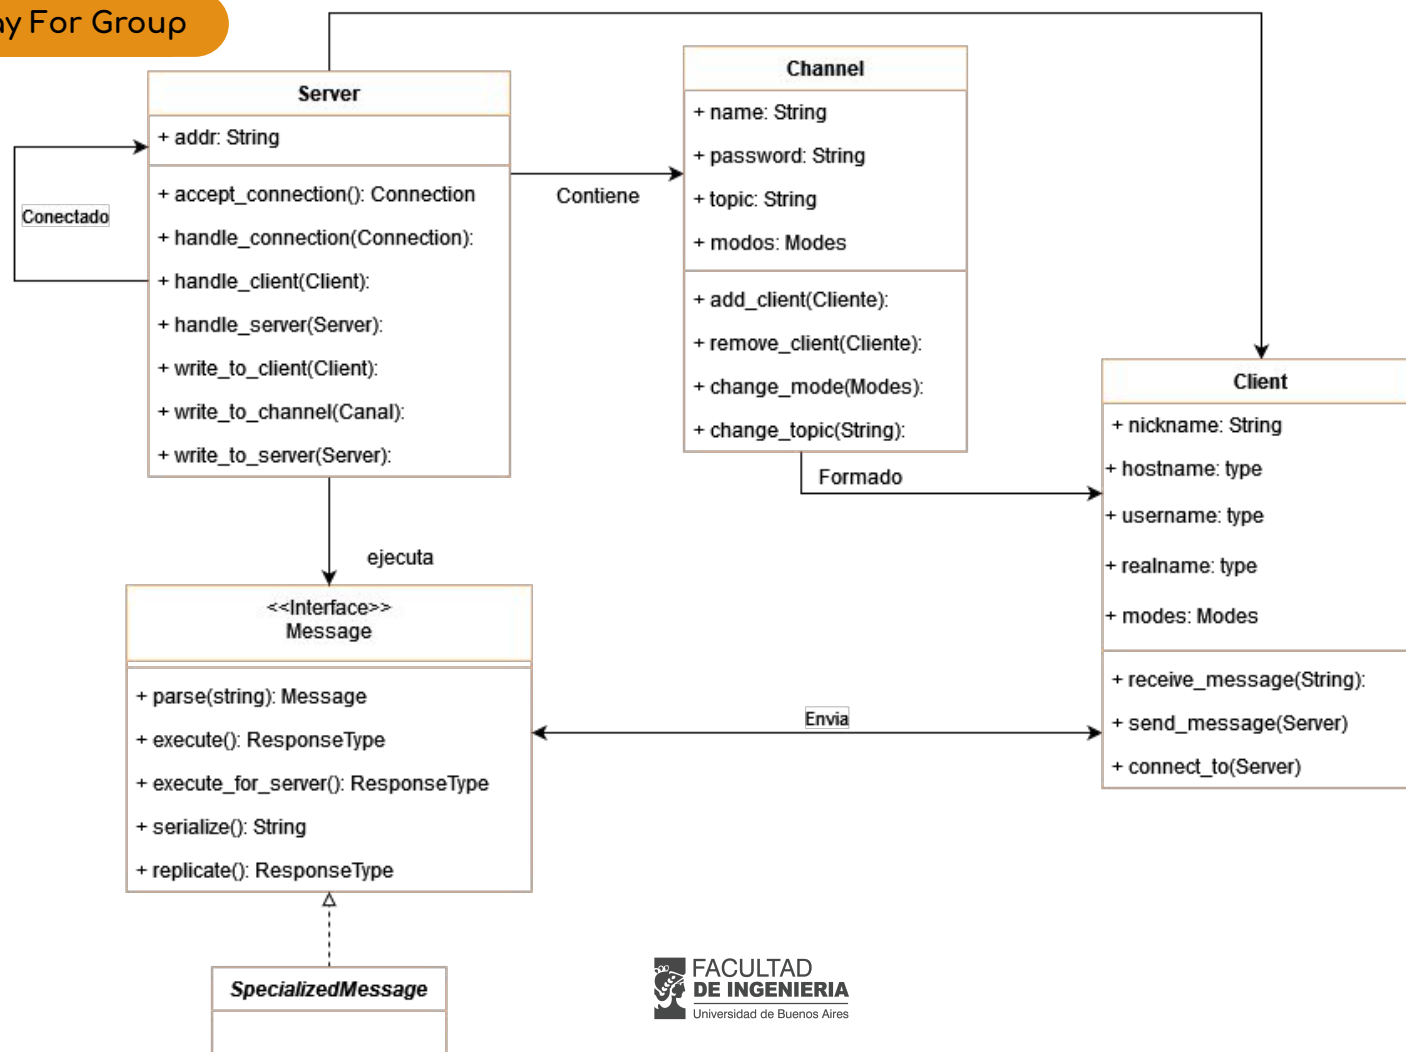 ay For Group
Server
+ addr: String
+ accept_connection(): Connection
+ handle_connection(Connection):
+ handle_client(Client):
+ handle_server(Server):
+ write_to_client(Client):
+ write_to_channel(Canal):
+ write_to_server(Server):
Conectado
Contiene
Channel
+ name: String
+ password: String
+ topic: String
+ modos: Modes
+ add_client(Cliente):
+ remove_client(Cliente):
+ change_mode(Modes):
+ change_topic(String):
Formado
Client
+ nickname: String
+ hostname: type
+ username: type
+ realname: type
+ modes: Modes
+ receive_message(String):
+ send_message(Server)
+ connect_to(Server)
ejecuta
<<Interface>>
Message
+ parse(string): Message
+ execute(): ResponseType
+ execute_for_server(): ResponseType
+ serialize(): String
+ replicate(): ResponseType
Envia
SpecializedMessage
FACULTAD
DE INGENIERIA
Universidad de Buenos Aires